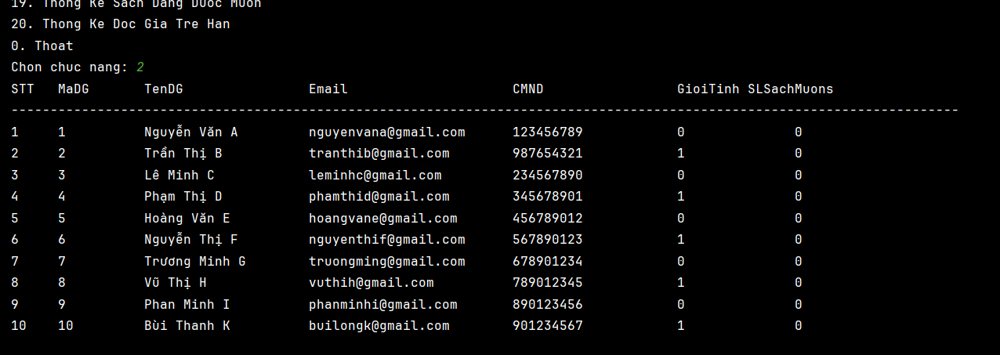 19. Thong Ke Sach Dang Duoc Muon
20. Thong Ke Doc Gia Tre Han
0. Thoat
Chon chuc nang: 2
STT MaDG TenDG Email CMND GioiTinh SLSachMuons
-------------------------------------------------------------------------------------------------------------------------
1 1 Nguyễn Văn A nguyenvana@gmail.com 123456789 0 0
2 2 Trần Thị B tranthib@gmail.com 987654321 1 0
3 3 Lê Minh C leminhc@gmail.com 234567890 0 0
4 4 Phạm Thị D phamthid@gmail.com 345678901 1 0
5 5 Hoàng Văn E hoangvane@gmail.com 456789012 0 0
6 6 Nguyễn Thị F nguyenthif@gmail.com 567890123 1 0
7 7 Trương Minh G truongming@gmail.com 678901234 0 0
8 8 Vũ Thị H vuthih@gmail.com 789012345 1 0
9 9 Phan Minh I phanminhi@gmail.com 890123456 0 0
10 10 Bùi Thanh K builongk@gmail.com 901234567 1 0